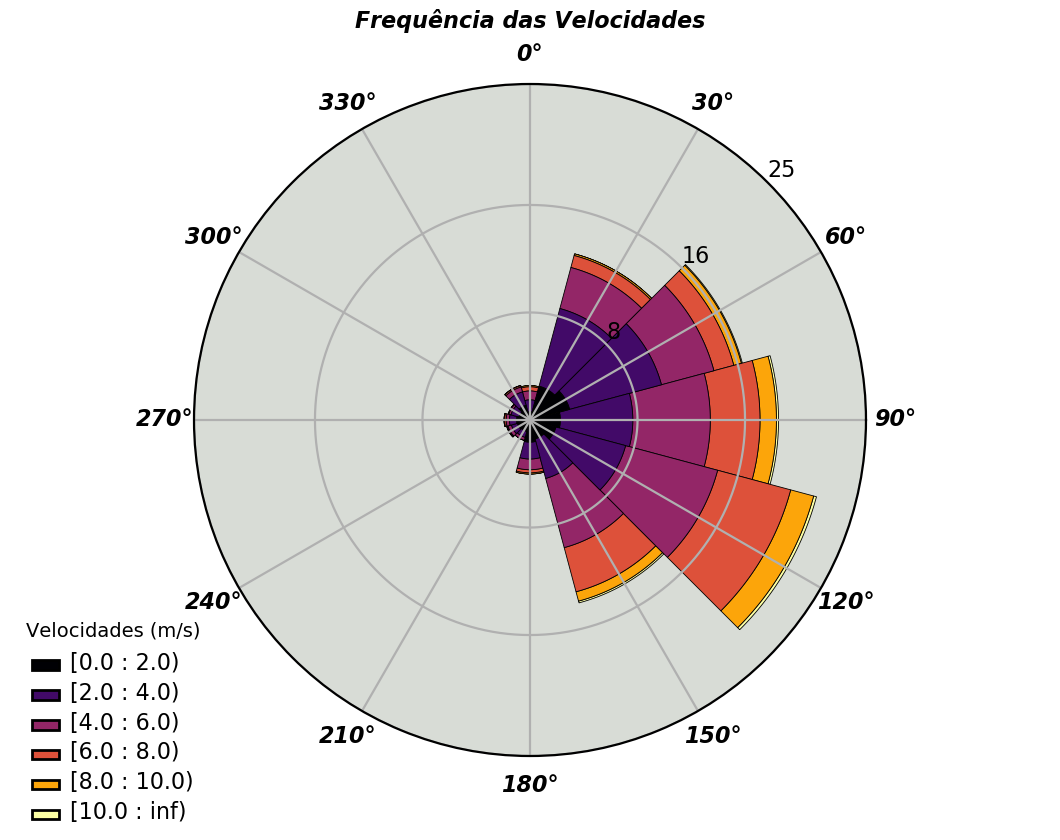 Frequência das Velocidades
0°
330°
30°
25
300°
60°
16
8
270°
90°
240°
120°
210°
150°
180°
Velocidades (m/s)
[0.0 : 2.0)
[2.0 : 4.0)
[4.0 : 6.0)
[6.0 : 8.0)
[8.0 : 10.0)
[10.0 : inf)